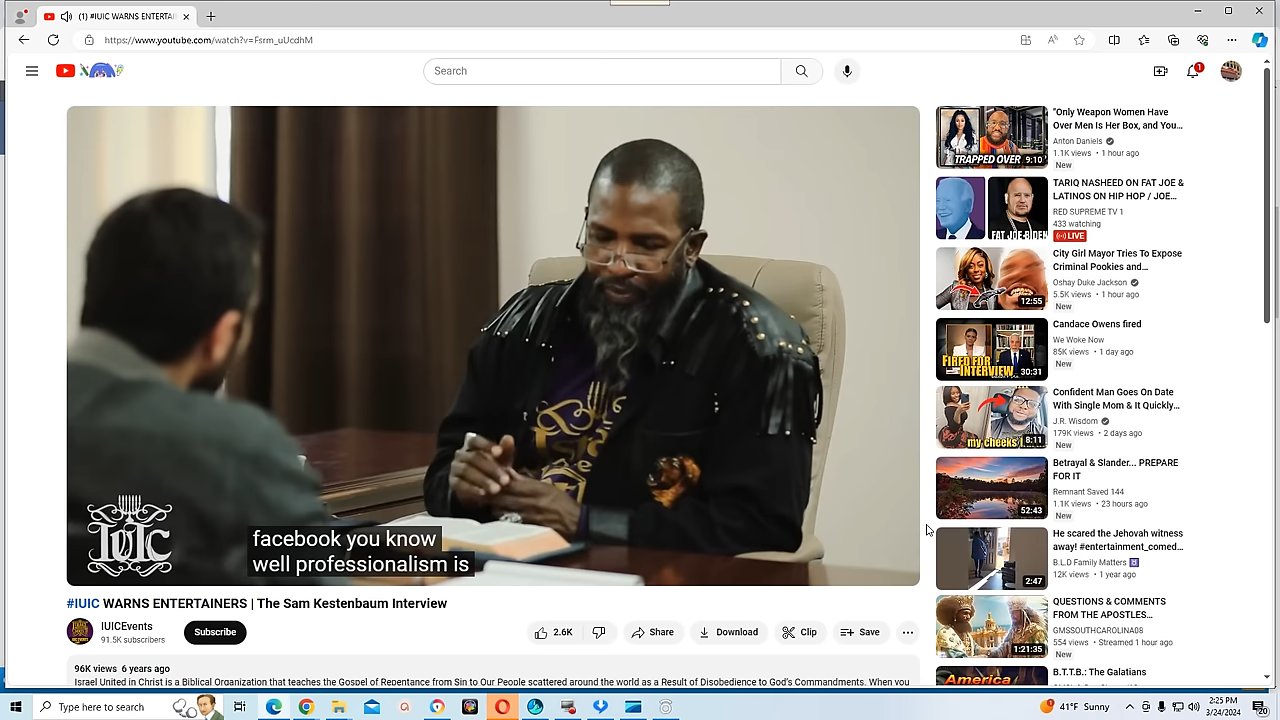 (1) #IUIC WARNS ENTERTAI
https://www.youtube.com/watch?v=Fsrm_uUcdhM
Search
1
IUIC
facebook you know
well professionalism is
#IUIC WARNS ENTERTAINERS | The Sam Kestenbaum Interview
IUICEvents
91.5K subscribers
Subscribe
2.6K
Share
Download
Clip
Save
96K views 6 years ago
Israel United in Christ is a Biblical Organization that teaches the Gospel of Repentance from Sin to Our People scattered around the world as a Result of Disobedience to God's Commandments. When you
TRAPPED OVER
9:10
"Only Weapon Women Have
Over Men Is Her Box, and You...
Anton Daniels
1.1K views • 1 hour ago
New
FAT JOE BIDEN
TARIQ NASHEED ON FAT JOE &
LATINOS ON HIP HOP / JOE...
RED SUPREME TV 1
433 watching
LIVE
12:55
City Girl Mayor Tries To Expose
Criminal Pookies and...
Oshay Duke Jackson
5.5K views • 1 hour ago
New
FIRED FOR
INTERVIEW
30:31
Candace Owens fired
We Woke Now
85K views • 1 day ago
New
my cheeks
8:11
Confident Man Goes On Date
With Single Mom & It Quickly...
J.R. Wisdom
179K views • 2 days ago
New
52:43
Betrayal & Slander... PREPARE
FOR IT
Remnant Saved 144
1.1K views • 23 hours ago
New
2:47
He scared the Jehovah witness
away! #entertainment_comed...
B.L.D Family Matters
12K views • 1 year ago
1:21:35
QUESTIONS & COMMENTS
FROM THE APOSTLES...
GMSSOUTHCAROLINA08
554 views • Streamed 1 hour ago
New
America
B.T.T.B.: The Galatians
Type here to search
41°F Sunny
2:25 PM
3/24/2024
20